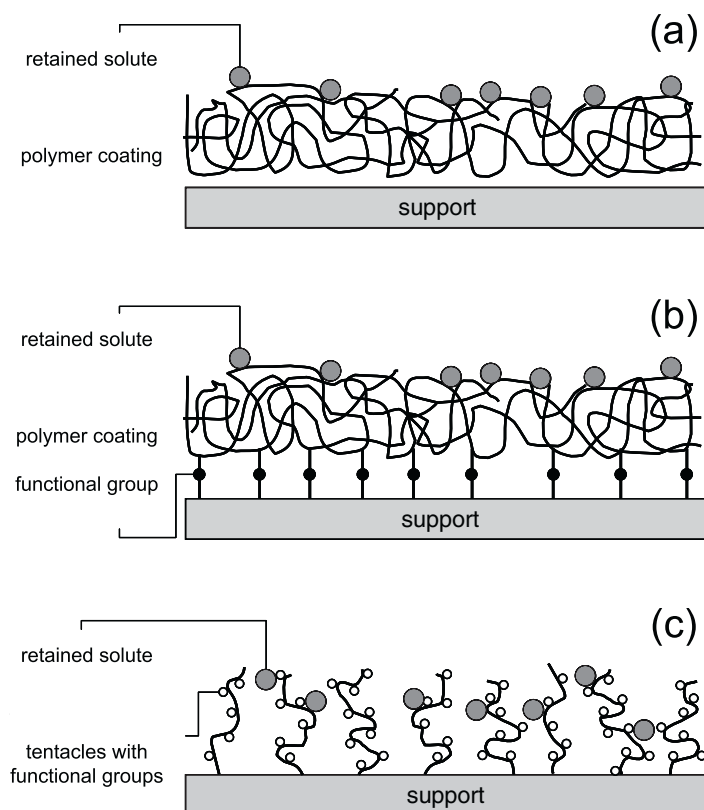 (a)
retained solute
polymer coating
support
(b)
retained solute
polymer coating
functional group
support
(c)
retained solute
tentacles with
functional groups
support